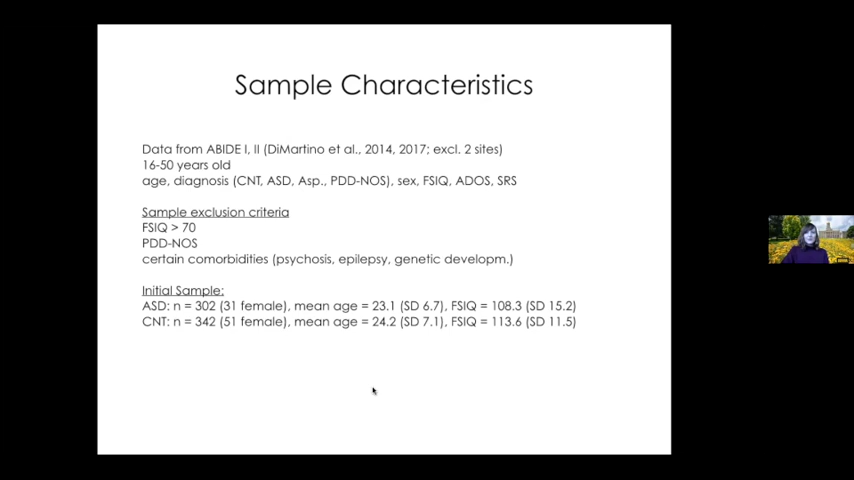 Sample Characteristics
Data from ABIDE I, II (DiMartino et al., 2014, 2017; excl. 2 sites)
16-50 years old
age, diagnosis (CNT, ASD, Asp., PDD-NOS), sex, FSIQ, ADOS, SRS
Sample exclusion criteria
FSIQ > 70
PDD-NOS
certain comorbidities (psychosis, epilepsy, genetic developm.)
Initial Sample:
ASD: n = 302 (31 female), mean age = 23.1 (SD 6.7), FSIQ = 108.3 (SD 15.2)
CNT: n = 342 (51 female), mean age = 24.2 (SD 7.1), FSIQ = 113.6 (SD 11.5)